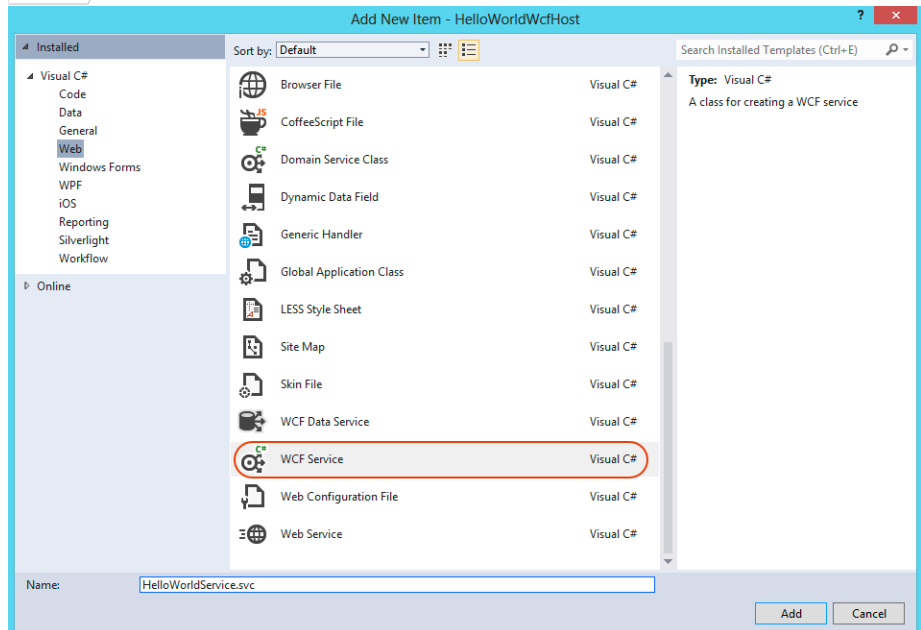 Add New Item - HelloWorldWcfHost
? ×
Installed
Sort by: Default
Search Installed Templates (Ctrl+E)
Visual C#
Code
Data
General
Web
Windows Forms
WPF
iOS
Reporting
Silverlight
Workflow
Online
Browser File Visual C#
JS
CoffeeScript File Visual C#
C#
Domain Service Class Visual C#
Dynamic Data Field Visual C#
Generic Handler Visual C#
Global Application Class Visual C#
LESS Style Sheet Visual C#
Site Map Visual C#
Skin File Visual C#
WCF Data Service Visual C#
C#
WCF Service Visual C#
Web Configuration File Visual C#
Web Service Visual C#
Type: Visual C#
A class for creating a WCF service
Name: HelloWorldService.svc
Add Cancel